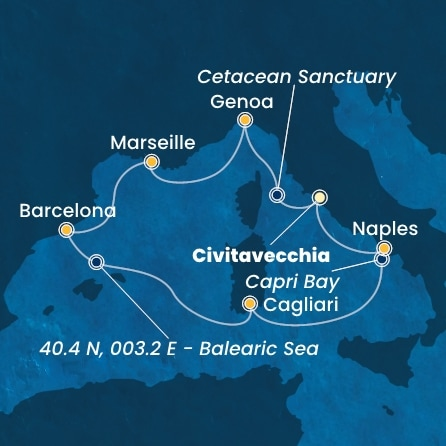 Cetacean Sanctuary
Genoa
Marseille
Barcelona
Naples
Civitavecchia
Capri Bay
Cagliari
40.4 N, 003.2 E - Balearic Sea